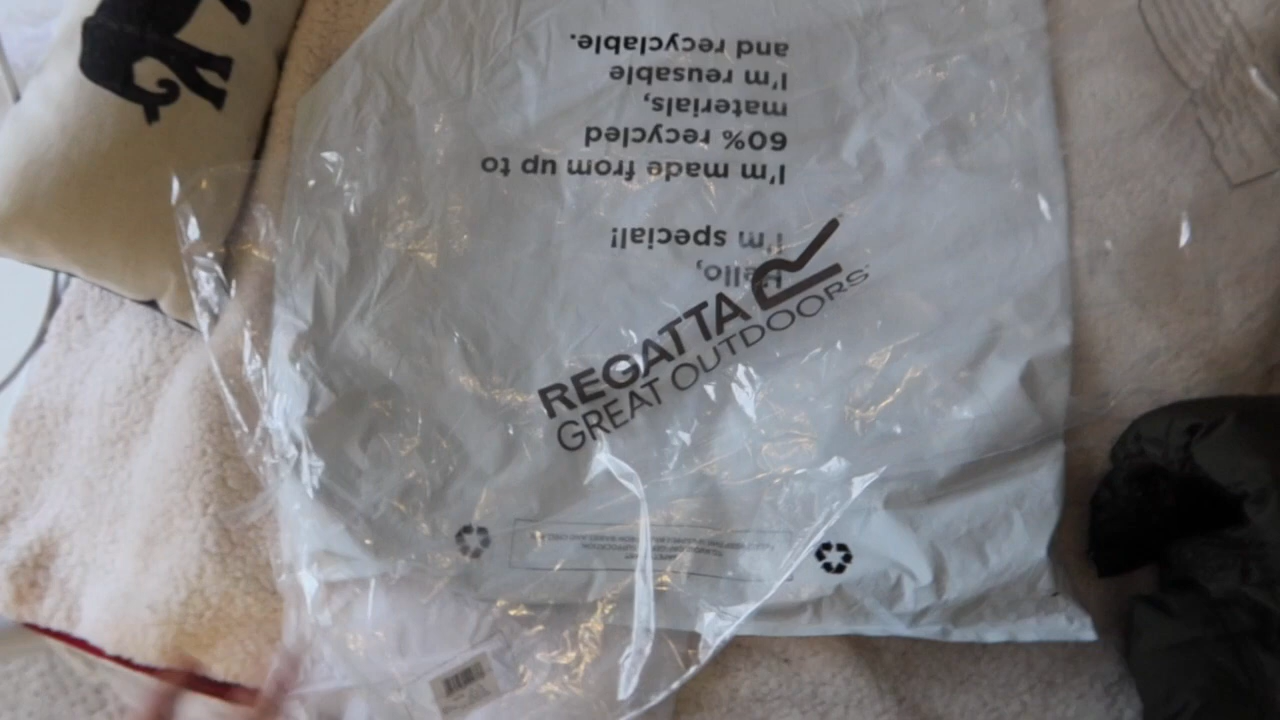 Hello,
I'm special!
I'm made from up to
60% recycled
materials,
I'm reusable
and recyclable.
REGATTA
GREAT OUTDOORS